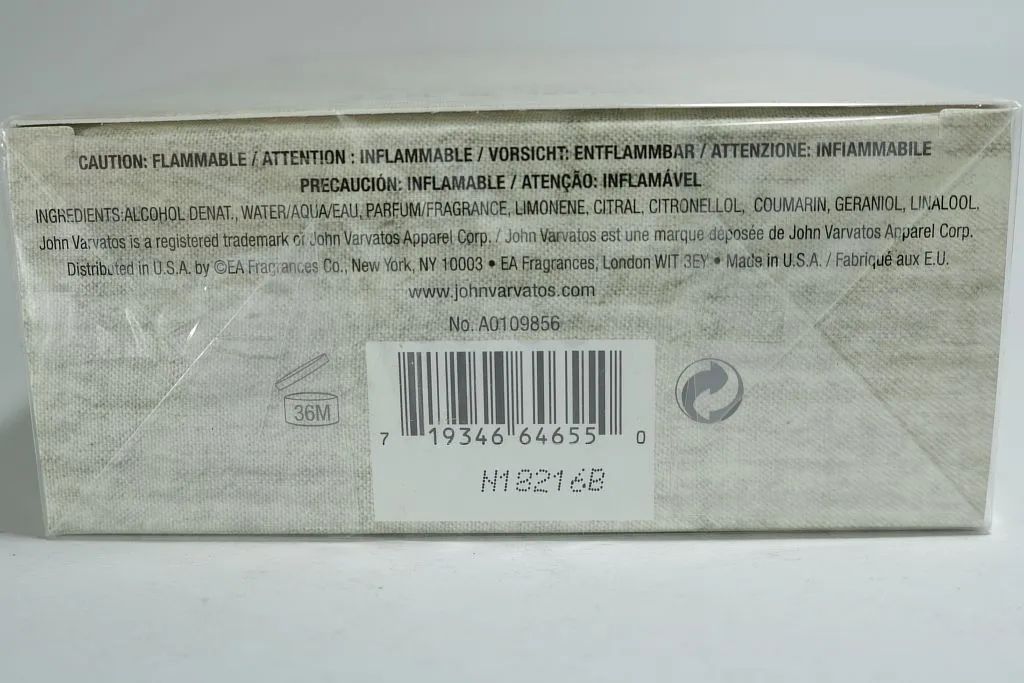 CAUTION: FLAMMABLE / ATTENTION : INFLAMMABLE / VORSICHT: ENTFLAMMBAR / ATTENZIONE: INFIAMMABILE
PRECAUCIÓN: INFLAMABLE / ATENÇÃO: INFLAMÁVEL
INGREDIENTS:ALCOHOL DENAT., WATER/AQUA/EAU, PARFUM/FRAGRANCE, LIMONENE, CITRAL, CITRONELLOL, COUMARIN, GERANIOL, LINALOOL.
John Varvatos is a registered trademark of John Varvatos Apparel Corp. / John Varvatos est une marque déposée de John Varvatos Apparel Corp.
Distributed in U.S.A. by ©EA Fragrances Co., New York, NY 10003 • EA Fragrances, London WIT 3EY • Made in U.S.A. / Fabriqué aux E.U.
www.johnvarvatos.com
No. A0109856
36M
7 19346 64655 0
N18216B